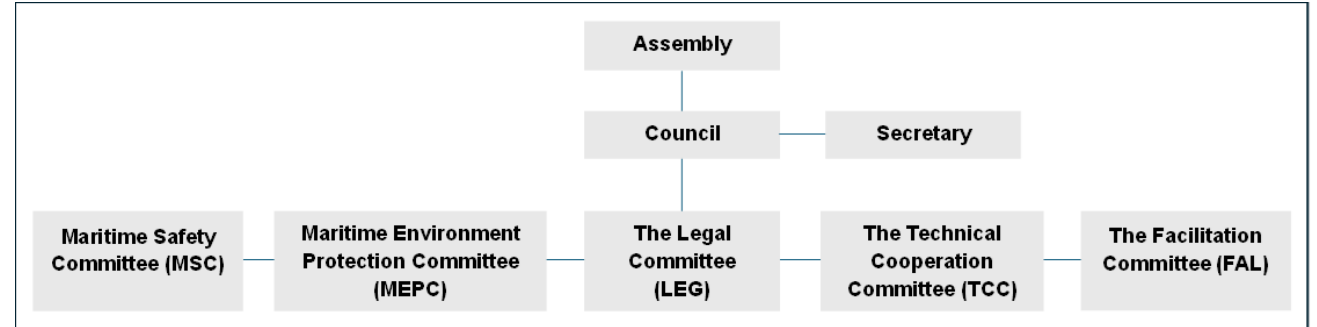 Assembly
Council
Secretary
Maritime Safety
Committee (MSC)
Maritime Environment
Protection Committee
(MEPC)
The Legal
Committee
(LEG)
The Technical
Cooperation
Committee (TCC)
The Facilitation
Committee (FAL)